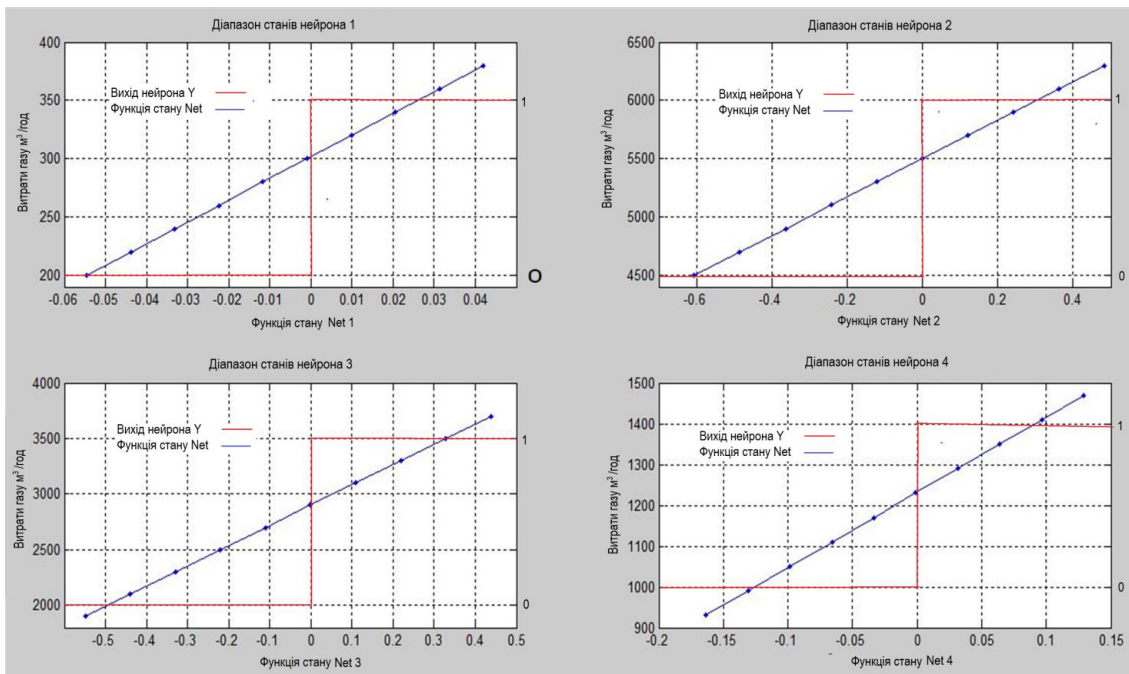 Діапазон станів нейрона 1
400
350
300
250
200
Витрати газу м³/год
Вихід нейрона Y
Функція стану Net
1
O
-0.06 -0.05 -0.04 -0.03 -0.02 -0.01 0 0.01 0.02 0.03 0.04
Функція стану Net 1
Діапазон станів нейрона 2
6500
6000
5500
5000
4500
Витрати газу м³/год
Вихід нейрона Y
Функція стану Net
1
0
-0.6 -0.4 -0.2 0 0.2 0.4
Функція стану Net 2
Діапазон станів нейрона 3
4000
3500
3000
2500
2000
Витрати газу м³/год
Вихід нейрона Y
Функція стану Net
1
0
-0.5 -0.4 -0.3 -0.2 -0.1 0 0.1 0.2 0.3 0.4 0.5
Функція стану Net 3
Діапазон станів нейрона 4
1500
1400
1300
1200
1100
1000
900
Витрати газу м³/год
Вихід нейрона Y
Функція стану Net
1
0
-0.2 -0.15 -0.1 -0.05 0 0.05 0.1 0.15
Функція стану Net 4